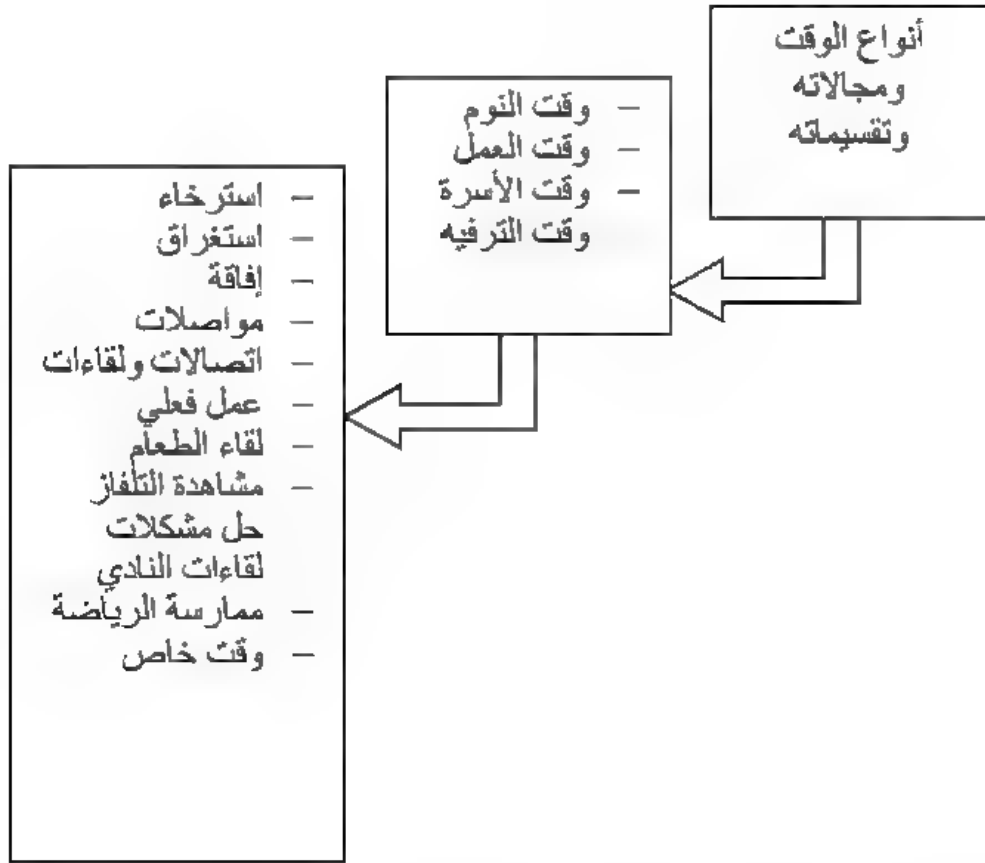 أنواع الوقت
ومجالاته
وتقسيماته
– وقت النوم
– وقت العمل
– وقت الأسرة
وقت الترفيه
– استرخاء
– استغراق
– إفاقة
– مواصلات
– اتصالات ولقاءات
– عمل فعلي
– لقاء الطعام
– مشاهدة التلفاز
حل مشكلات
لقاءات النادي
– ممارسة الرياضة
– وقت خاص